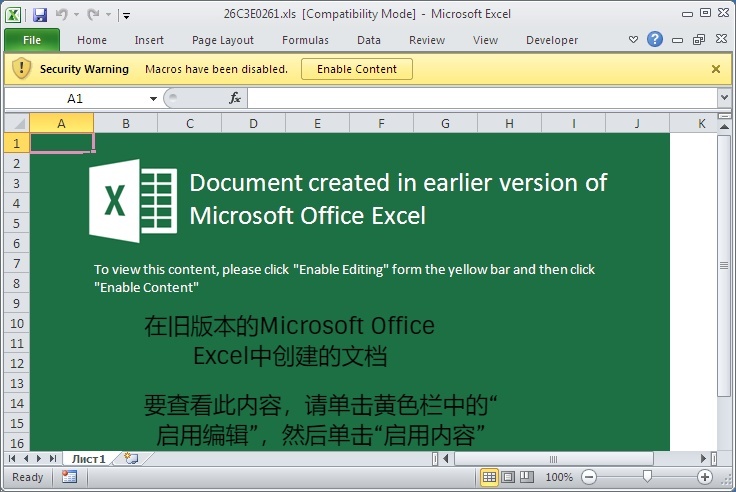 26C3E0261.xls [Compatibility Mode] - Microsoft Excel
File Home Insert Page Layout Formulas Data Review View Developer
Security Warning Macros have been disabled. Enable Content
A1 fx
A B C D E F G H I J K
1
2
3 Document created in earlier version of
4
5 Microsoft Office Excel
6
7 To view this content, please click "Enable Editing" form the yellow bar and then click
8 "Enable Content"
9
10 在旧版本的Microsoft Office
11
12 Excel中创建的文档
13
14 要查看此内容，请单击黄色栏中的“
15
16 启用编辑”，然后单击“启用内容”
Лист1
Ready 100%